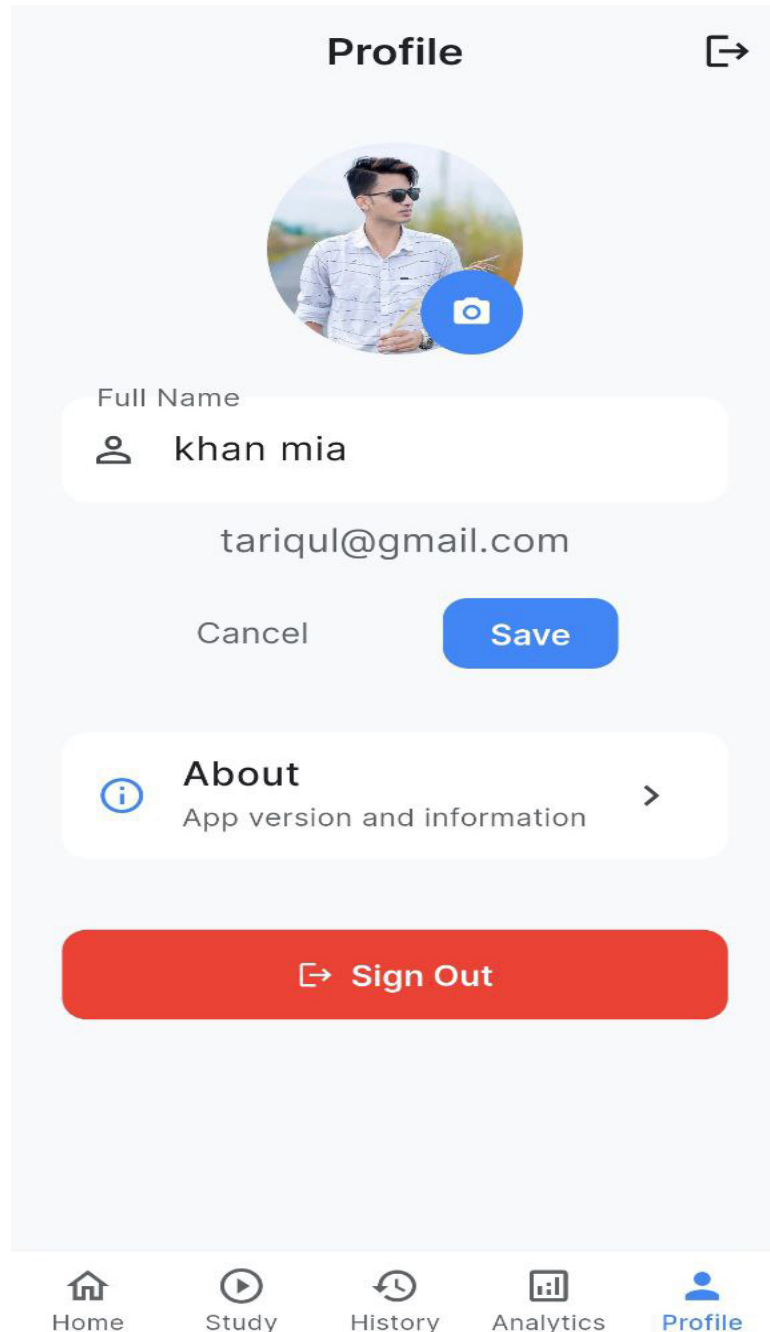 Profile
Full Name
khan mia
tariqul@gmail.com
Cancel Save
About
App version and information
Sign Out
Home Study History Analytics Profile